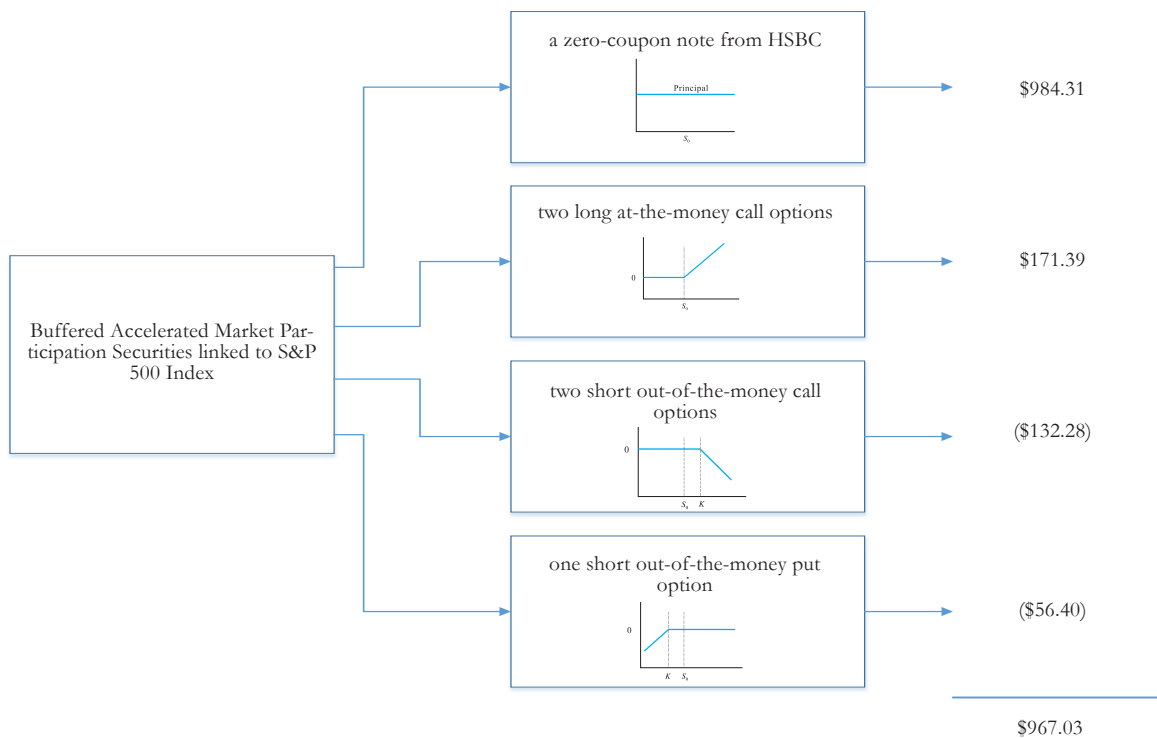 a zero-coupon note from HSBC
Principal
S0
$984.31
two long at-the-money call options
0
S0
$171.39
Buffered Accelerated Market Par-
ticipation Securities linked to S&P
500 Index
two short out-of-the-money call
options
0
S0 K
($132.28)
one short out-of-the-money put
option
0
K S0
($56.40)
$967.03